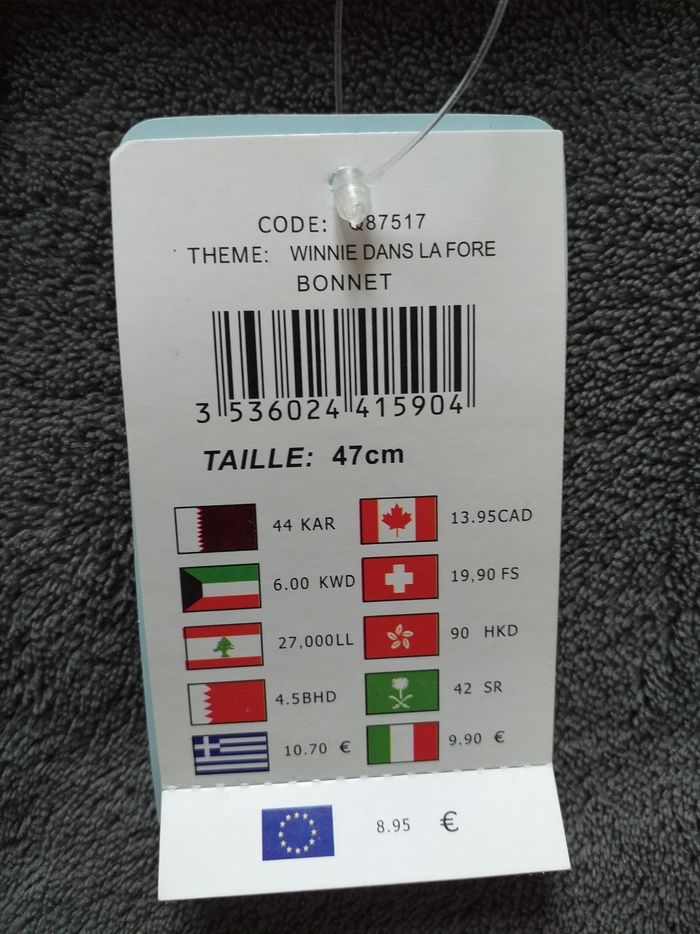 CODE: Q87517
THEME: WINNIE DANS LA FORE
BONNET
3 536024 415904
TAILLE: 47cm
44 KAR 13.95CAD
6.00 KWD 19,90 FS
27,000LL 90 HKD
4.5BHD 42 SR
10.70 € 9.90 €
8.95 €